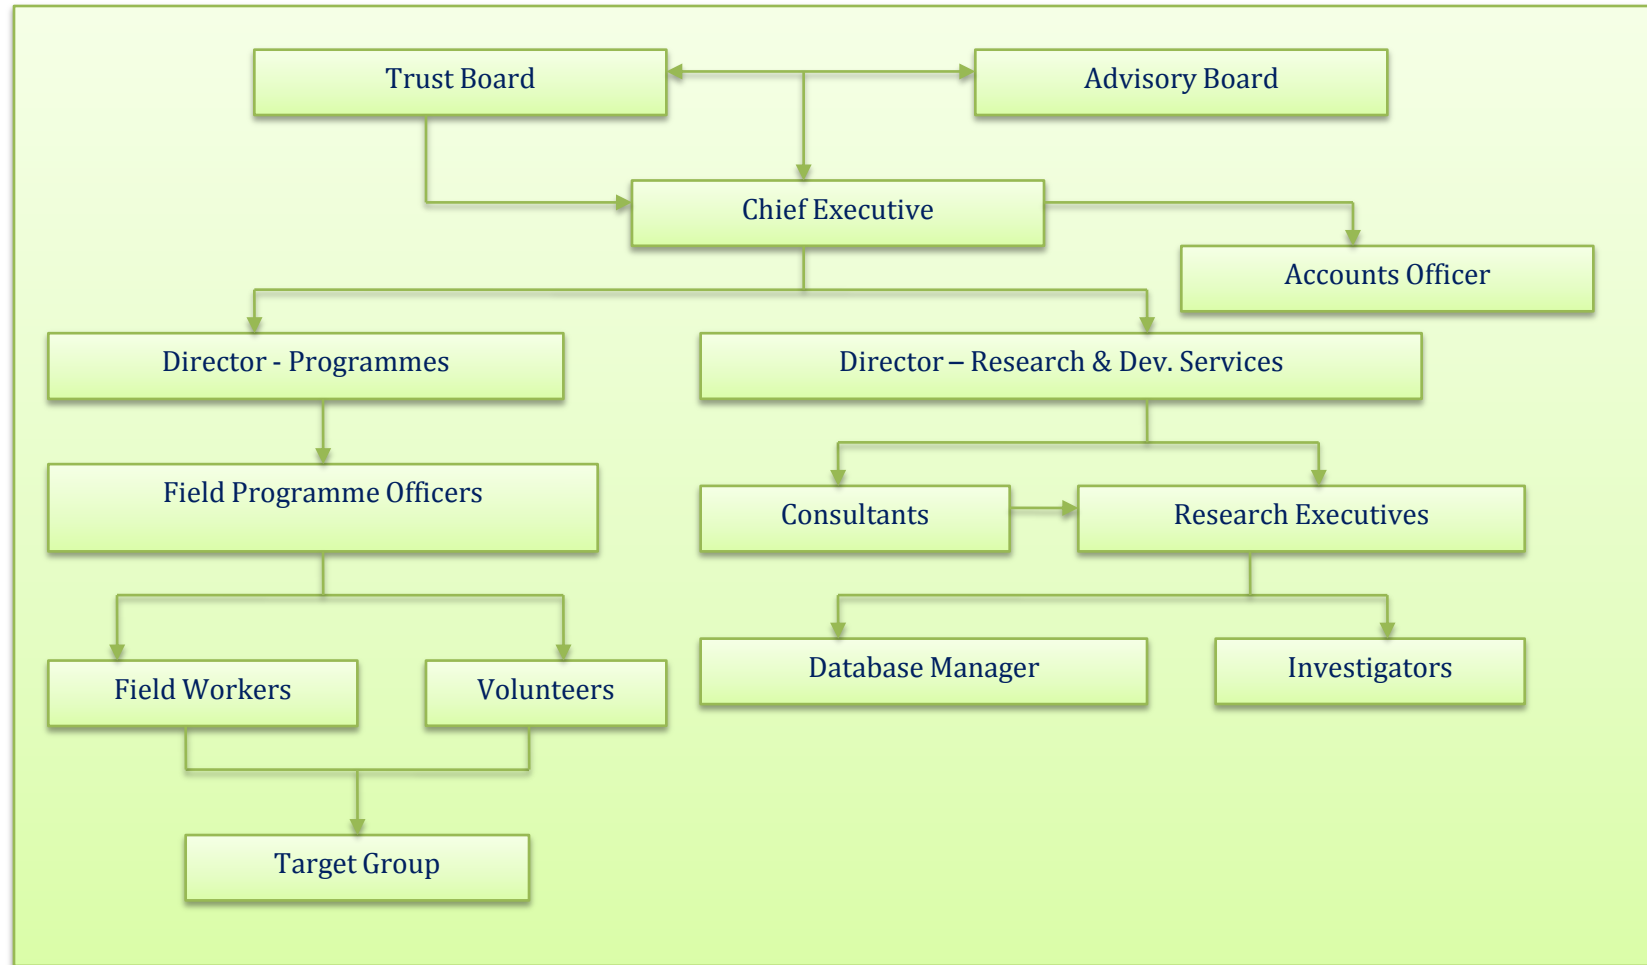 Trust Board
Advisory Board
Chief Executive
Accounts Officer
Director - Programmes
Director – Research & Dev. Services
Field Programme Officers
Consultants
Research Executives
Field Workers
Volunteers
Database Manager
Investigators
Target Group